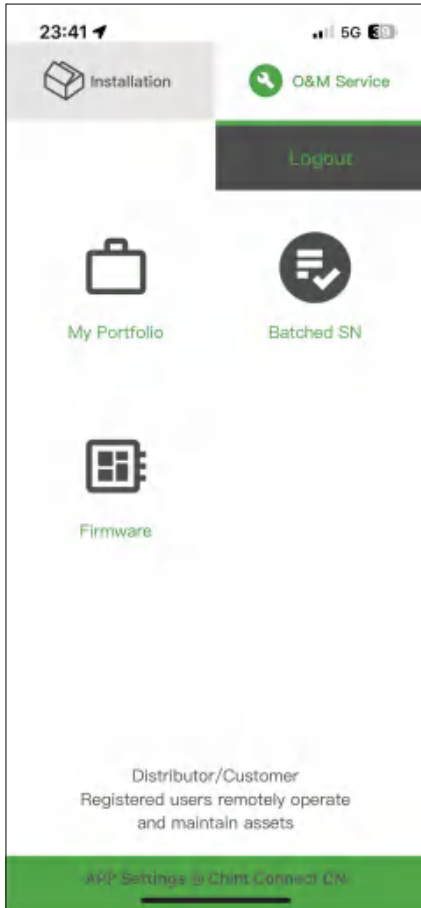 23:41
5G 39
Installation
O&M Service
Logout
My Portfolio
Batched SN
Firmware
Distributor/Customer
Registered users remotely operate
and maintain assets
APP Settings @ Chint Connect CN